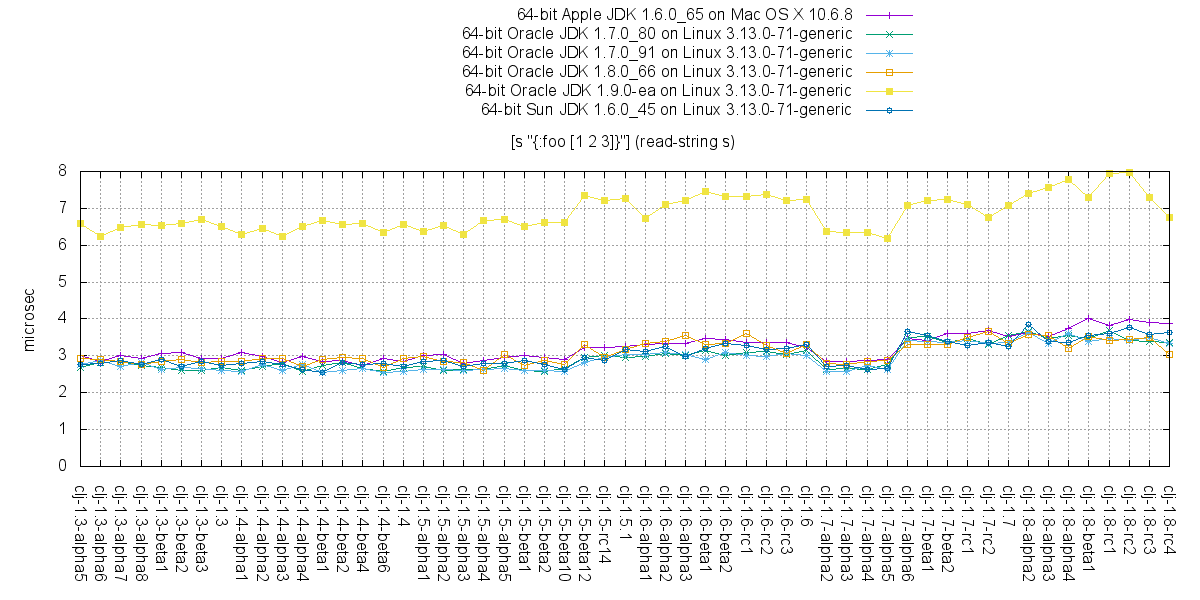 64-bit Apple JDK 1.6.0_65 on Mac OS X 10.6.8
64-bit Oracle JDK 1.7.0_80 on Linux 3.13.0-71-generic
64-bit Oracle JDK 1.7.0_91 on Linux 3.13.0-71-generic
64-bit Oracle JDK 1.8.0_66 on Linux 3.13.0-71-generic
64-bit Oracle JDK 1.9.0-ea on Linux 3.13.0-71-generic
64-bit Sun JDK 1.6.0_45 on Linux 3.13.0-71-generic
[s "{:foo [1 2 3]}"] (read-string s)
microsec
8
7
6
5
4
3
2
1
0
clj-1.3-alpha5
clj-1.3-alpha6
clj-1.3-alpha7
clj-1.3-alpha8
clj-1.3-beta1
clj-1.3-beta2
clj-1.3-beta3
clj-1.3
clj-1.4-alpha1
clj-1.4-alpha2
clj-1.4-alpha3
clj-1.4-alpha4
clj-1.4-beta1
clj-1.4-beta2
clj-1.4-beta4
clj-1.4-beta6
clj-1.4
clj-1.5-alpha1
clj-1.5-alpha2
clj-1.5-alpha3
clj-1.5-alpha4
clj-1.5-alpha5
clj-1.5-beta1
clj-1.5-beta2
clj-1.5-beta10
clj-1.5-beta12
clj-1.5-rc14
clj-1.5.1
clj-1.6-alpha1
clj-1.6-alpha2
clj-1.6-alpha3
clj-1.6-beta1
clj-1.6-beta2
clj-1.6-rc1
clj-1.6-rc2
clj-1.6-rc3
clj-1.6
clj-1.7-alpha2
clj-1.7-alpha3
clj-1.7-alpha4
clj-1.7-alpha5
clj-1.7-alpha6
clj-1.7-beta1
clj-1.7-beta2
clj-1.7-rc1
clj-1.7-rc2
clj-1.7
clj-1.8-alpha2
clj-1.8-alpha3
clj-1.8-alpha4
clj-1.8-beta1
clj-1.8-rc1
clj-1.8-rc2
clj-1.8-rc3
clj-1.8-rc4